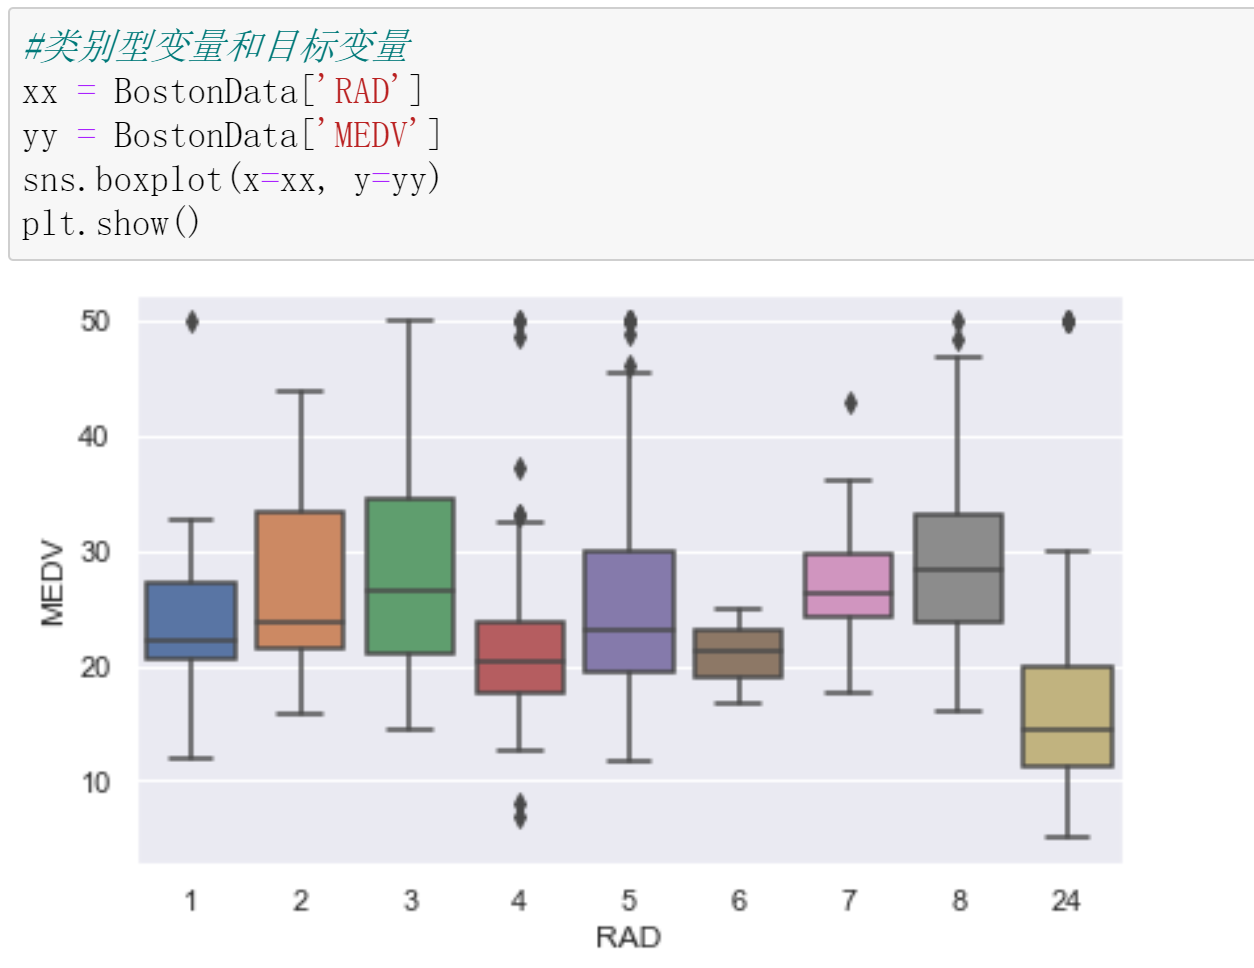 #类别型变量和目标变量
xx = BostonData['RAD']
yy = BostonData['MEDV']
sns.boxplot(x=xx, y=yy)
plt.show()
50
40
30
20
10
MEDV
1 2 3 4 5 6 7 8 24
RAD